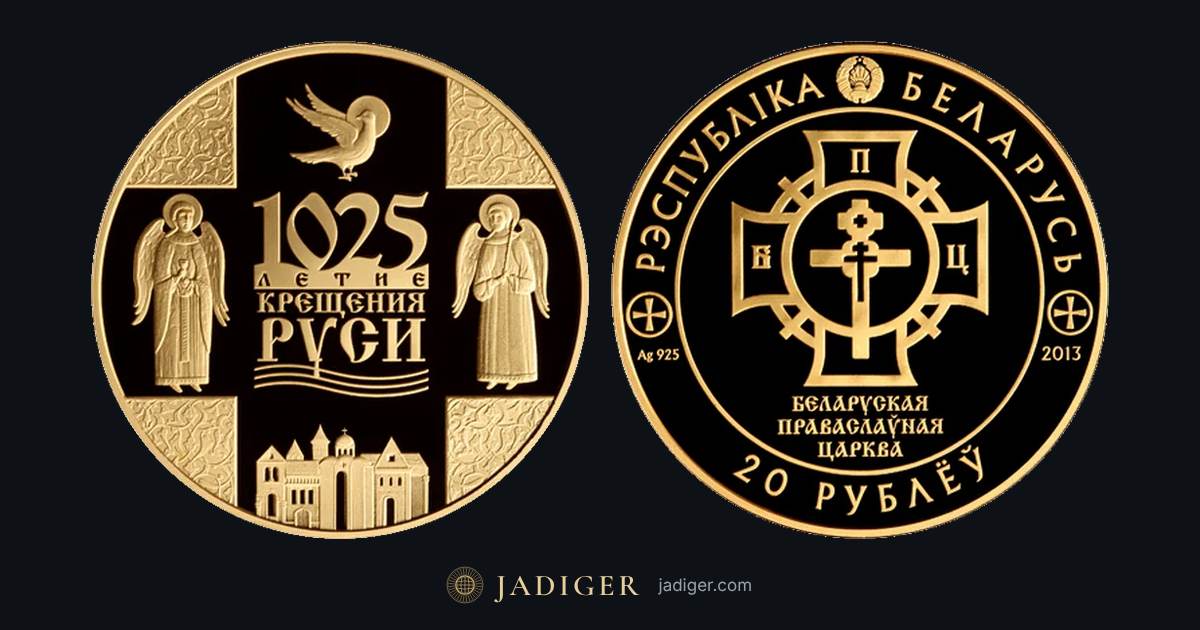 1025
ЛЕТИЕ
КРЕЩЕНИЯ
РУСИ
РЭСПУБЛІКА БЕЛАРУСЬ
П
Б Ц
Ag 925
2013
БЕЛАРУСКАЯ
ПРАВАСЛАЎНАЯ
ЦАРКВА
20 РУБЛЁЎ
JADIGER jadiger.com